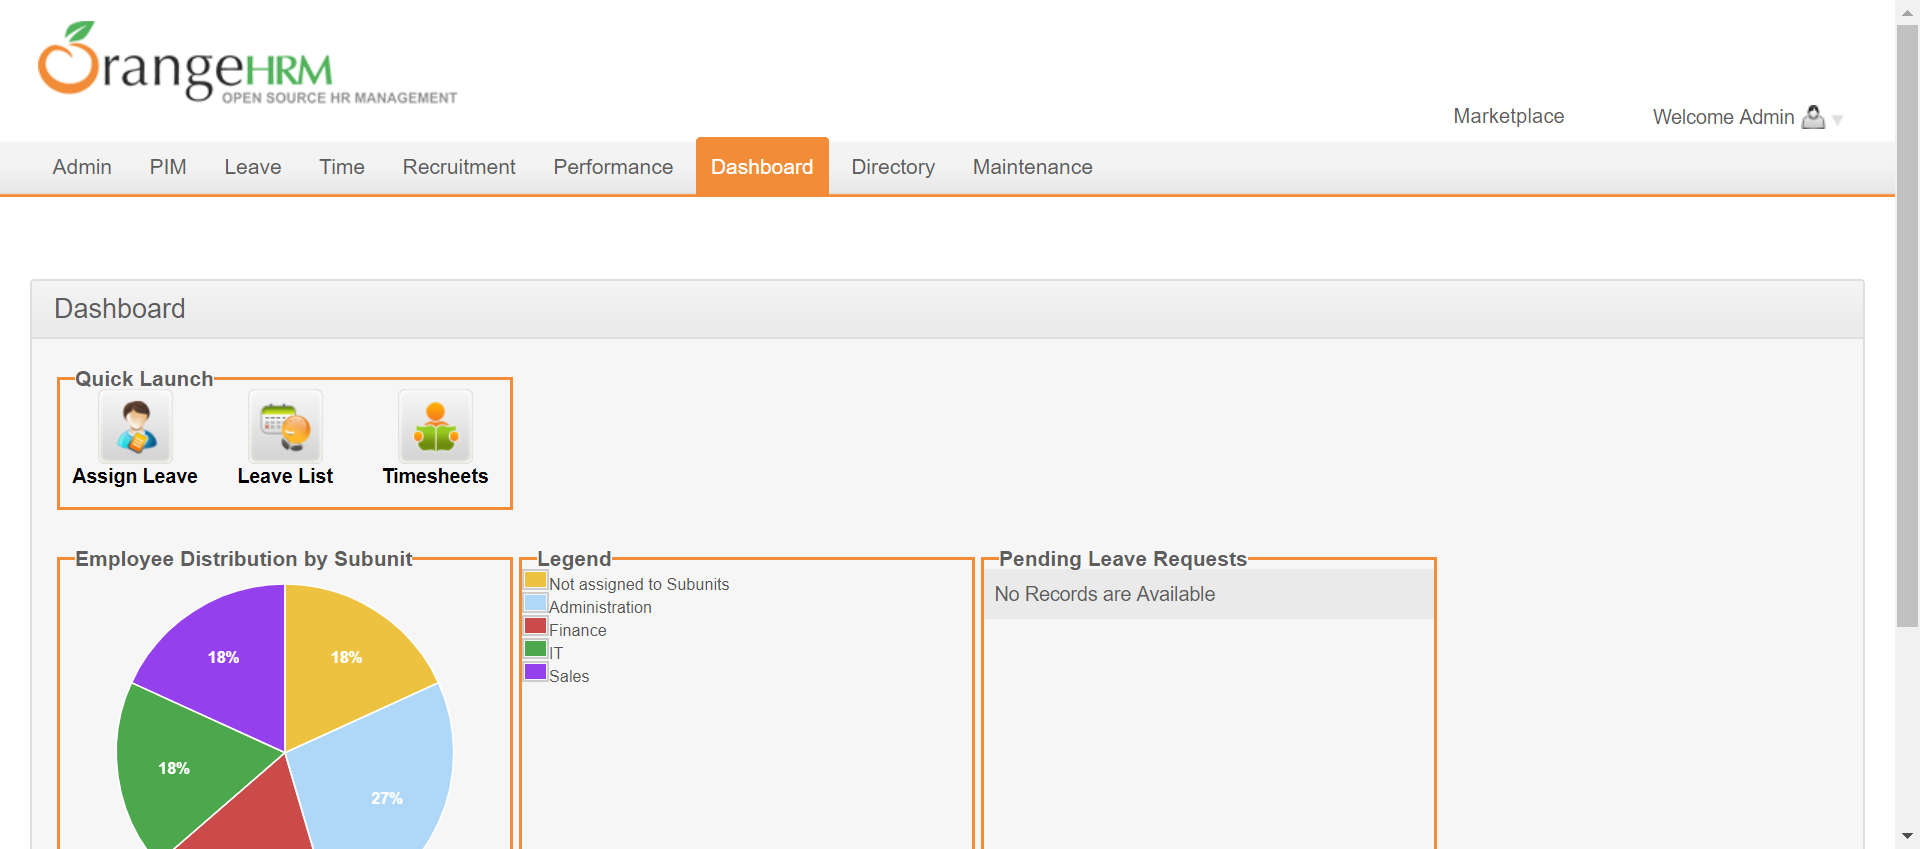 OrangeHRM
OPEN SOURCE HR MANAGEMENT
Marketplace
Welcome Admin
Admin PIM Leave Time Recruitment Performance Dashboard Directory Maintenance
Dashboard
Quick Launch
Assign Leave Leave List Timesheets
Employee Distribution by Subunit
18%
18%
18%
27%
Legend
Not assigned to Subunits
Administration
Finance
IT
Sales
Pending Leave Requests
No Records are Available